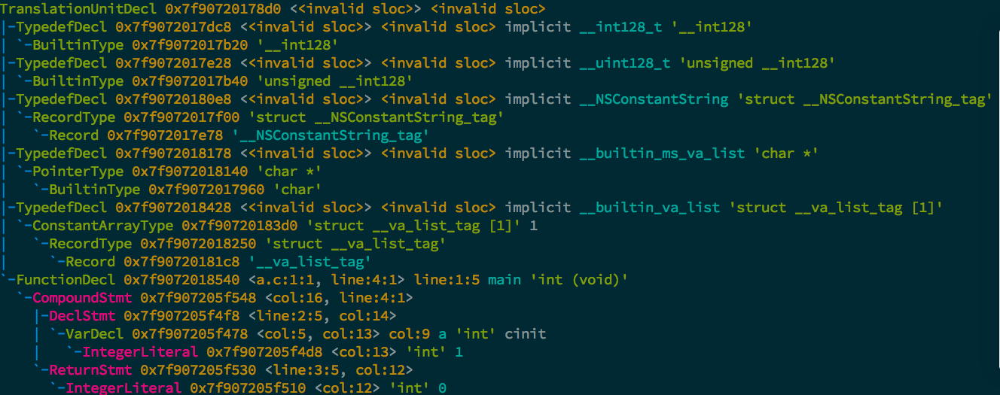 TranslationUnitDecl 0x7f90720178d0 <<invalid sloc>> <invalid sloc>
|-TypedefDecl 0x7f9072017dc8 <<invalid sloc>> <invalid sloc> implicit __int128_t '__int128'
| `-BuiltinType 0x7f9072017b20 '__int128'
|-TypedefDecl 0x7f9072017e28 <<invalid sloc>> <invalid sloc> implicit __uint128_t 'unsigned __int128'
| `-BuiltinType 0x7f9072017b40 'unsigned __int128'
|-TypedefDecl 0x7f90720180e8 <<invalid sloc>> <invalid sloc> implicit __NSConstantString 'struct __NSConstantString_tag'
| `-RecordType 0x7f9072017f00 'struct __NSConstantString_tag'
|   `-Record 0x7f9072017e78 '__NSConstantString_tag'
|-TypedefDecl 0x7f9072018178 <<invalid sloc>> <invalid sloc> implicit __builtin_ms_va_list 'char *'
| `-PointerType 0x7f9072018140 'char *'
|   `-BuiltinType 0x7f9072017960 'char'
|-TypedefDecl 0x7f9072018428 <<invalid sloc>> <invalid sloc> implicit __builtin_va_list 'struct __va_list_tag [1]'
| `-ConstantArrayType 0x7f90720183d0 'struct __va_list_tag [1]' 1
|   `-RecordType 0x7f9072018250 'struct __va_list_tag'
|     `-Record 0x7f90720181c8 '__va_list_tag'
`-FunctionDecl 0x7f9072018540 <a.c:1:1, line:4:1> line:1:5 main 'int (void)'
  `-CompoundStmt 0x7f907205f548 <col:16, line:4:1>
    |-DeclStmt 0x7f907205f4f8 <line:2:5, col:14>
    | `-VarDecl 0x7f907205f478 <col:5, col:13> col:9 a 'int' cinit
    |   `-IntegerLiteral 0x7f907205f4d8 <col:13> 'int' 1
    `-ReturnStmt 0x7f907205f530 <line:3:5, col:12>
      `-IntegerLiteral 0x7f907205f510 <col:12> 'int' 0